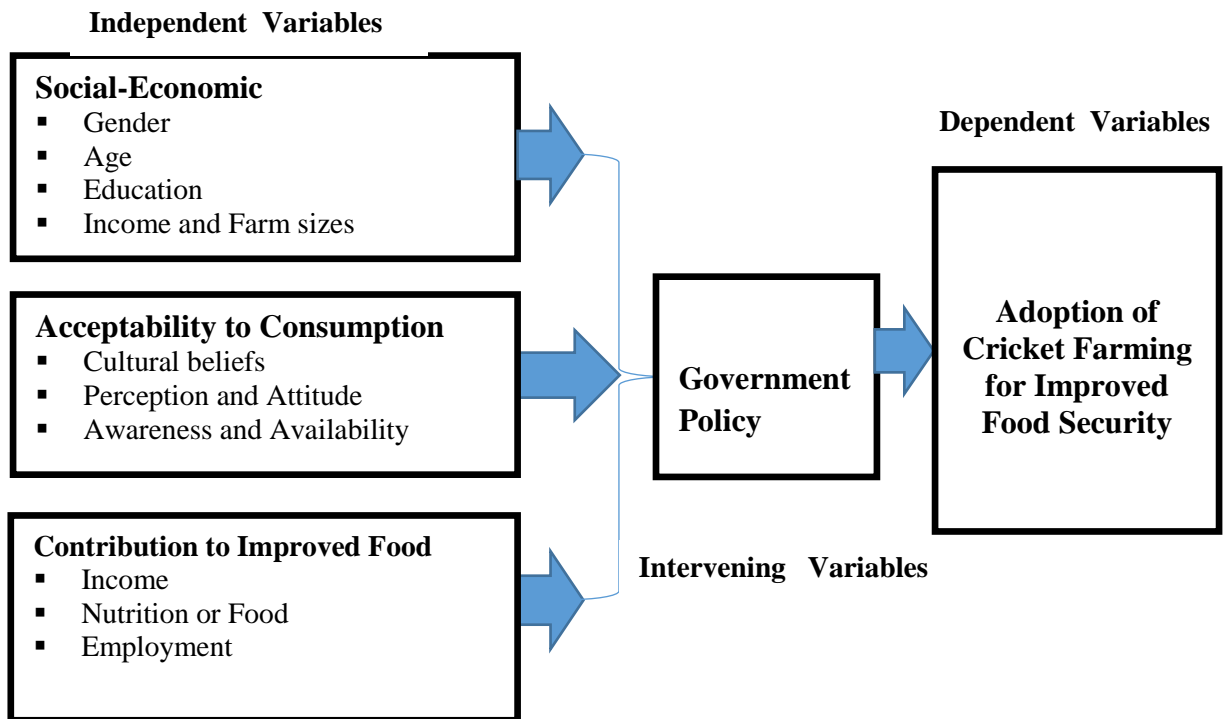 Independent Variables
Social-Economic
▪ Gender
▪ Age
▪ Education
▪ Income and Farm sizes
Acceptability to Consumption
▪ Cultural beliefs
▪ Perception and Attitude
▪ Awareness and Availability
Contribution to Improved Food
▪ Income
▪ Nutrition or Food
▪ Employment
Government
Policy
Intervening Variables
Dependent Variables
Adoption of
Cricket Farming
for Improved
Food Security